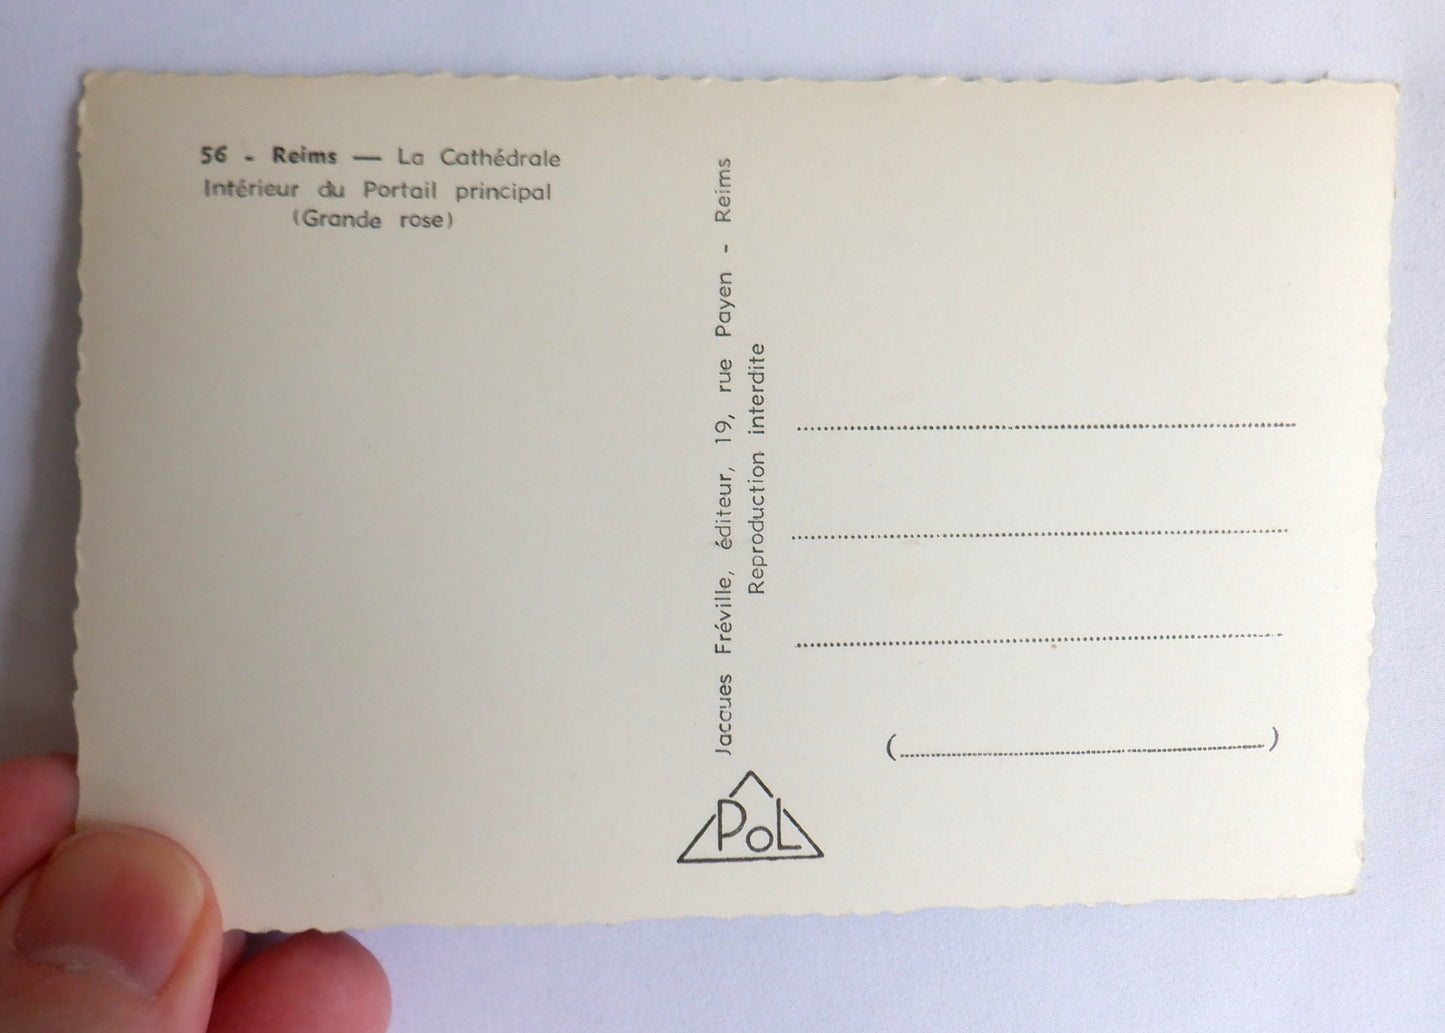 56 - Reims — La Cathédrale
Intérieur du Portail principal
(Grande rose)
Jacques Fréville, éditeur, 19, rue Payen - Reims
Reproduction interdite
PoL